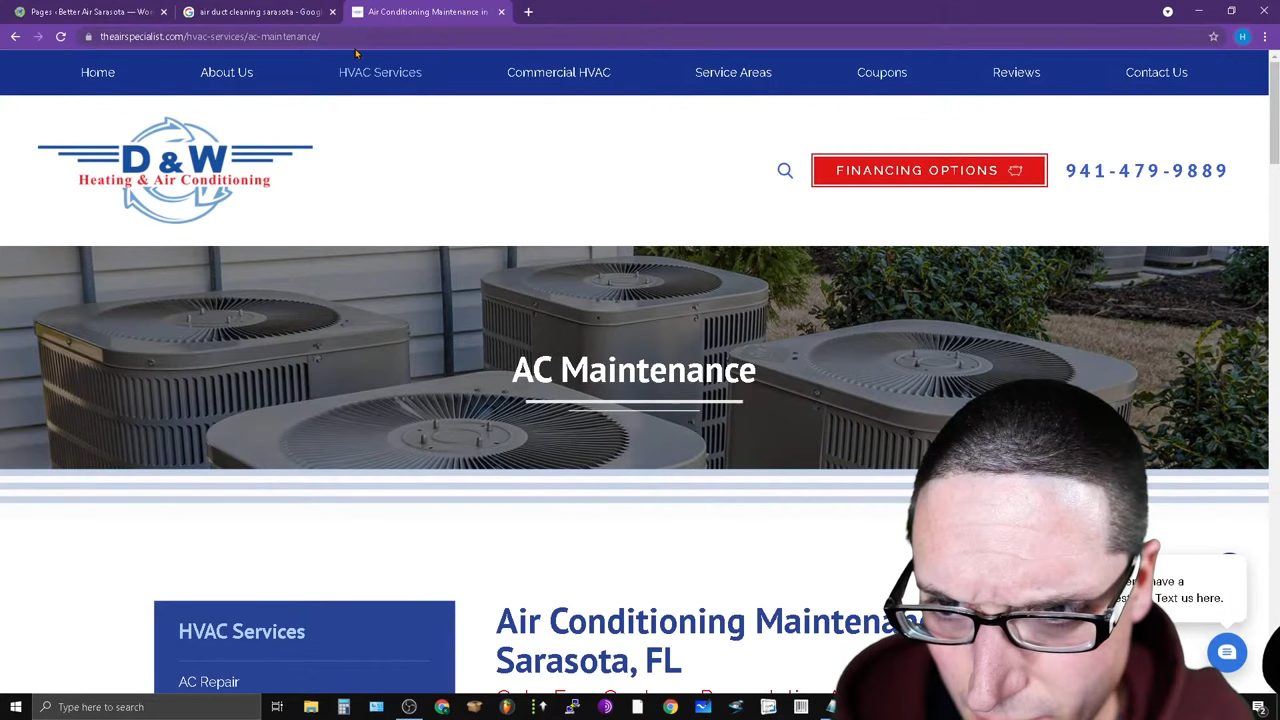 Pages ‹ Better Air Sarasota — Wo
air duct cleaning sarasota - Goog
Air Conditioning Maintenance in
theairspecialist.com/hvac-services/ac-maintenance/
H
Home
About Us
HVAC Services
Commercial HVAC
Service Areas
Coupons
Reviews
Contact Us
D & W
Heating & Air Conditioning
FINANCING OPTIONS
941-479-9889
AC Maintenance
have a
Text us here.
HVAC Services
AC Repair
Air Conditioning Maintenan
Sarasota, FL
Type here to search